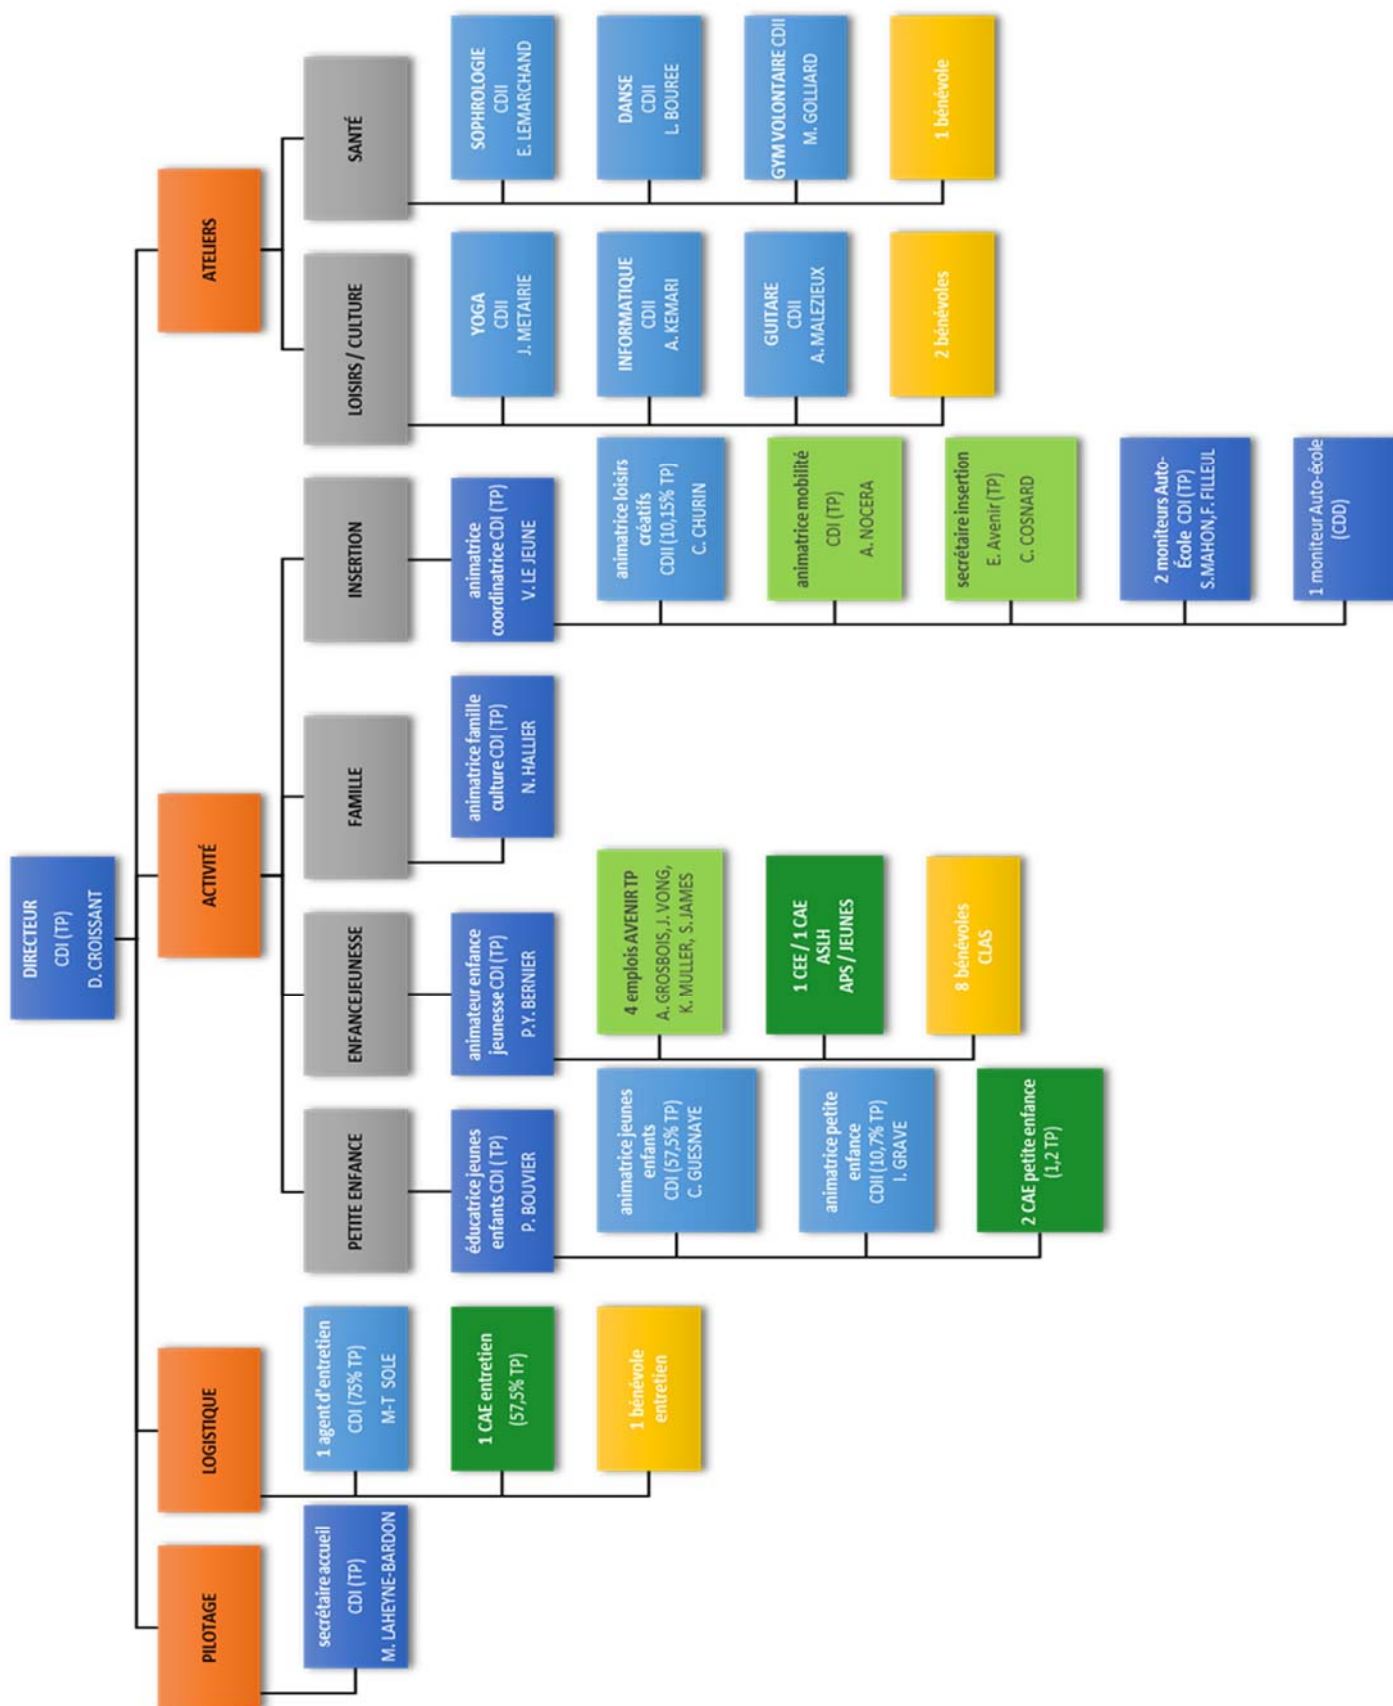 DIRECTEUR
CDI (TP)
D. CROISSANT
PILOTAGE
secrétaire accueil
CDI (TP)
M. LAHEYNE-BARDON
LOGISTIQUE
1 agent d'entretien
CDI (75% TP)
M-T SOLE
1 CAE entretien
(57,5% TP)
1 bénévole
entretien
ACTIVITÉ
PETITE ENFANCE
éducatrice jeunes
enfants CDI (TP)
P. BOUVIER
animatrice jeunes
enfants
CDI (57,5% TP)
C. GUESNAYE
animatrice petite
enfance
CDII (10,7% TP)
I. GRAVE
2 CAE petite enfance
(1,2 TP)
ENFANCEJEUNESSE
animateur enfance
jeunesse CDI (TP)
P.Y. BERNIER
4 emplois AVENIR TP
A. GROSBOIS, J. VONG,
K. MULLER, S. JAMES
1 CEE / 1 CAE
ASLH
APS / JEUNES
8 bénévoles
CLAS
FAMILLE
animatrice famille
culture CDI (TP)
N. HALLIER
INSERTION
animatrice
coordinatrice CDI (TP)
V. LE JEUNE
animatrice loisirs
créatifs
CDII (10,15% TP)
C. CHURIN
animatrice mobilité
CDI (TP)
A. NOCERA
secrétaire insertion
E. Avenir (TP)
C. COSNARD
2 moniteurs Auto-
École CDI (TP)
S.MAHON, F. FILLEUL
1 moniteur Auto-école
(CDD)
ATELIERS
LOISIRS / CULTURE
YOGA
CDII
J. METAIRIE
INFORMATIQUE
CDII
A. KEMARI
GUITARE
CDII
A. MALEZIEUX
2 bénévoles
SANTÉ
SOPHROLOGIE
CDII
E. LEMARCHAND
DANSE
CDII
L. BOUREE
GYM VOLONTAIRE CDII
M. GOLLIARD
1 bénévole